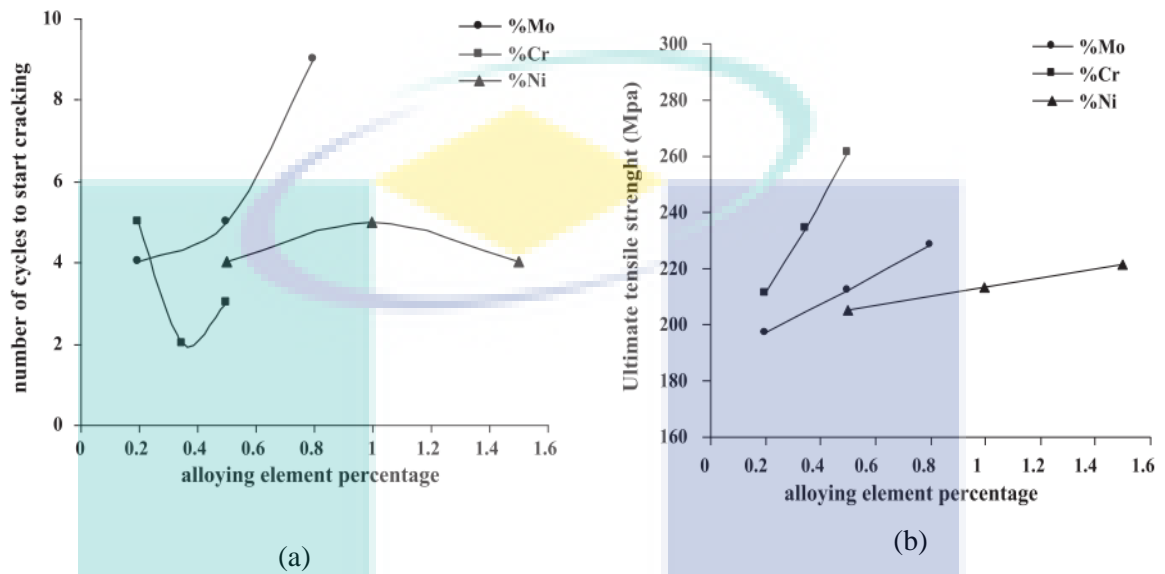 10
8
6
4
2
0
0
0.2
0.4
0.6
0.8
1
1.2
1.4
1.6
number of cycles to start cracking
alloying element percentage
%Mo
%Cr
%Ni
(a)
300
280
260
240
220
200
180
160
0
0.2
0.4
0.6
0.8
1
1.2
1.4
1.6
Ultimate tensile strenght (Mpa)
alloying element percentage
%Mo
%Cr
%Ni
(b)